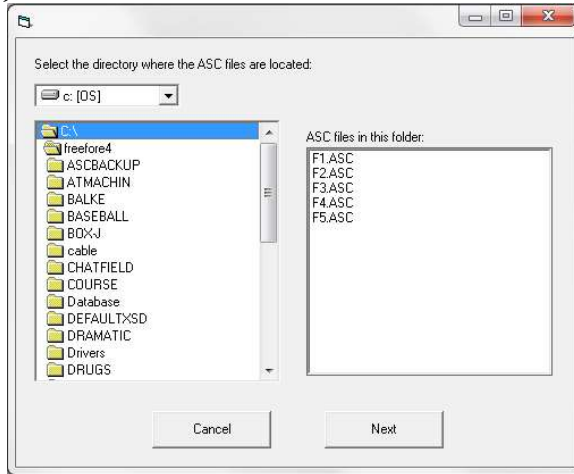 Select the directory where the ASC files are located:
c: [OS]
C:\
freefore4
ASCBACKUP
ATMACHIN
BALKE
BASEBALL
BOX-J
cable
CHATFIELD
COURSE
Database
DEFAULTXSD
DRAMATIC
Drivers
DRUGS
ASC files in this folder:
F1.ASC
F2.ASC
F3.ASC
F4.ASC
F5.ASC
Cancel
Next